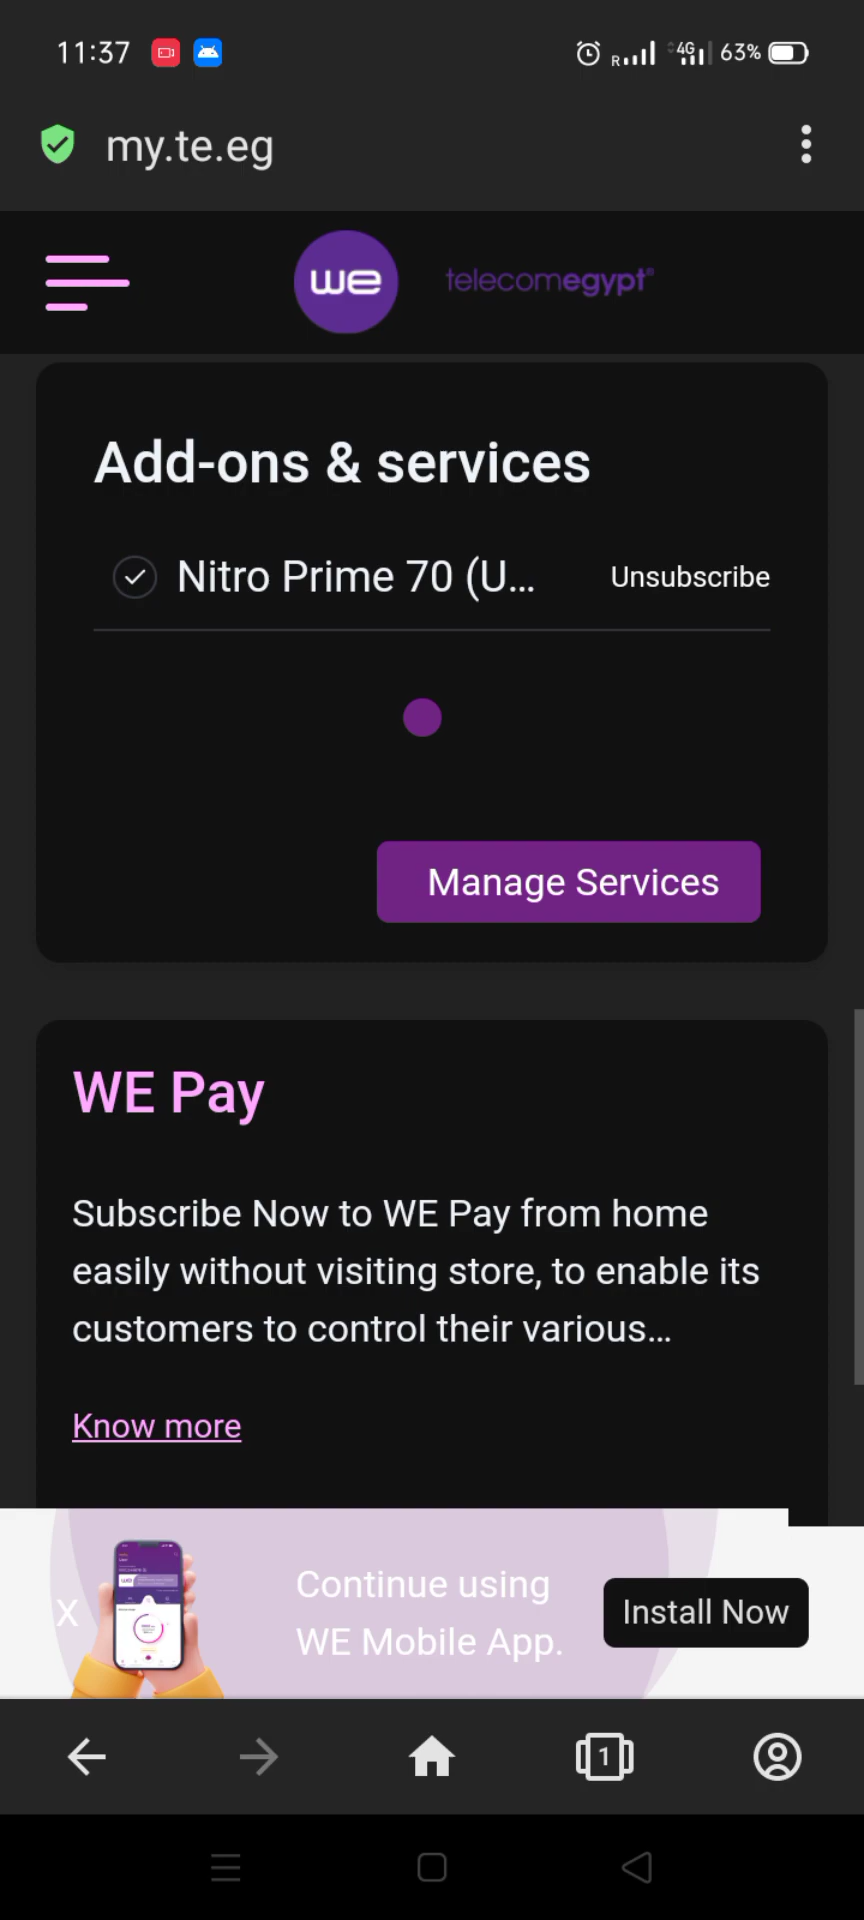 11:37
R
4G
63%
my.te.eg
we
telecomegypt®
Add-ons & services
Nitro Prime 70 (U...
Unsubscribe
Manage Services
WE Pay
Subscribe Now to WE Pay from home
easily without visiting store, to enable its
customers to control their various...
Know more
X
Continue using
WE Mobile App.
Install Now
1